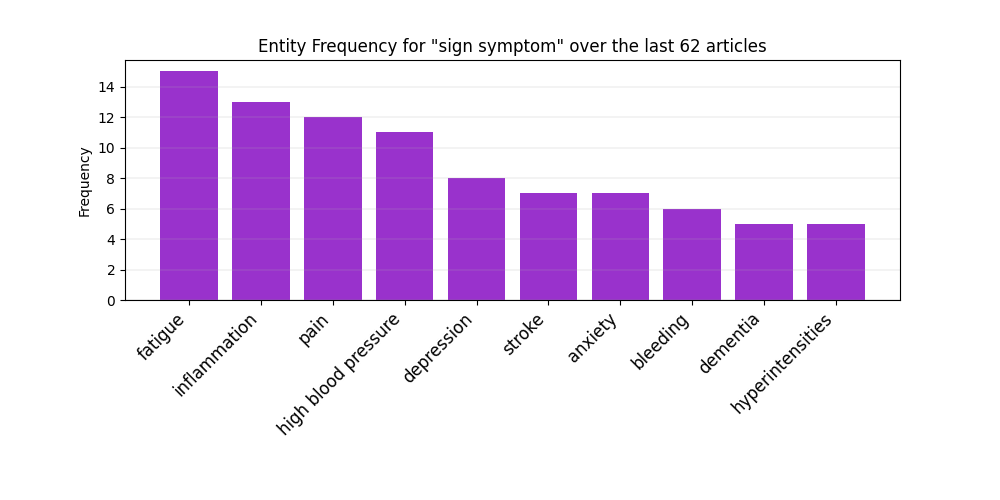 Entity Frequency for "sign symptom" over the last 62 articles
Frequency
14
12
10
8
6
4
2
0
fatigue
inflammation
pain
high blood pressure
depression
stroke
anxiety
bleeding
dementia
hyperintensities